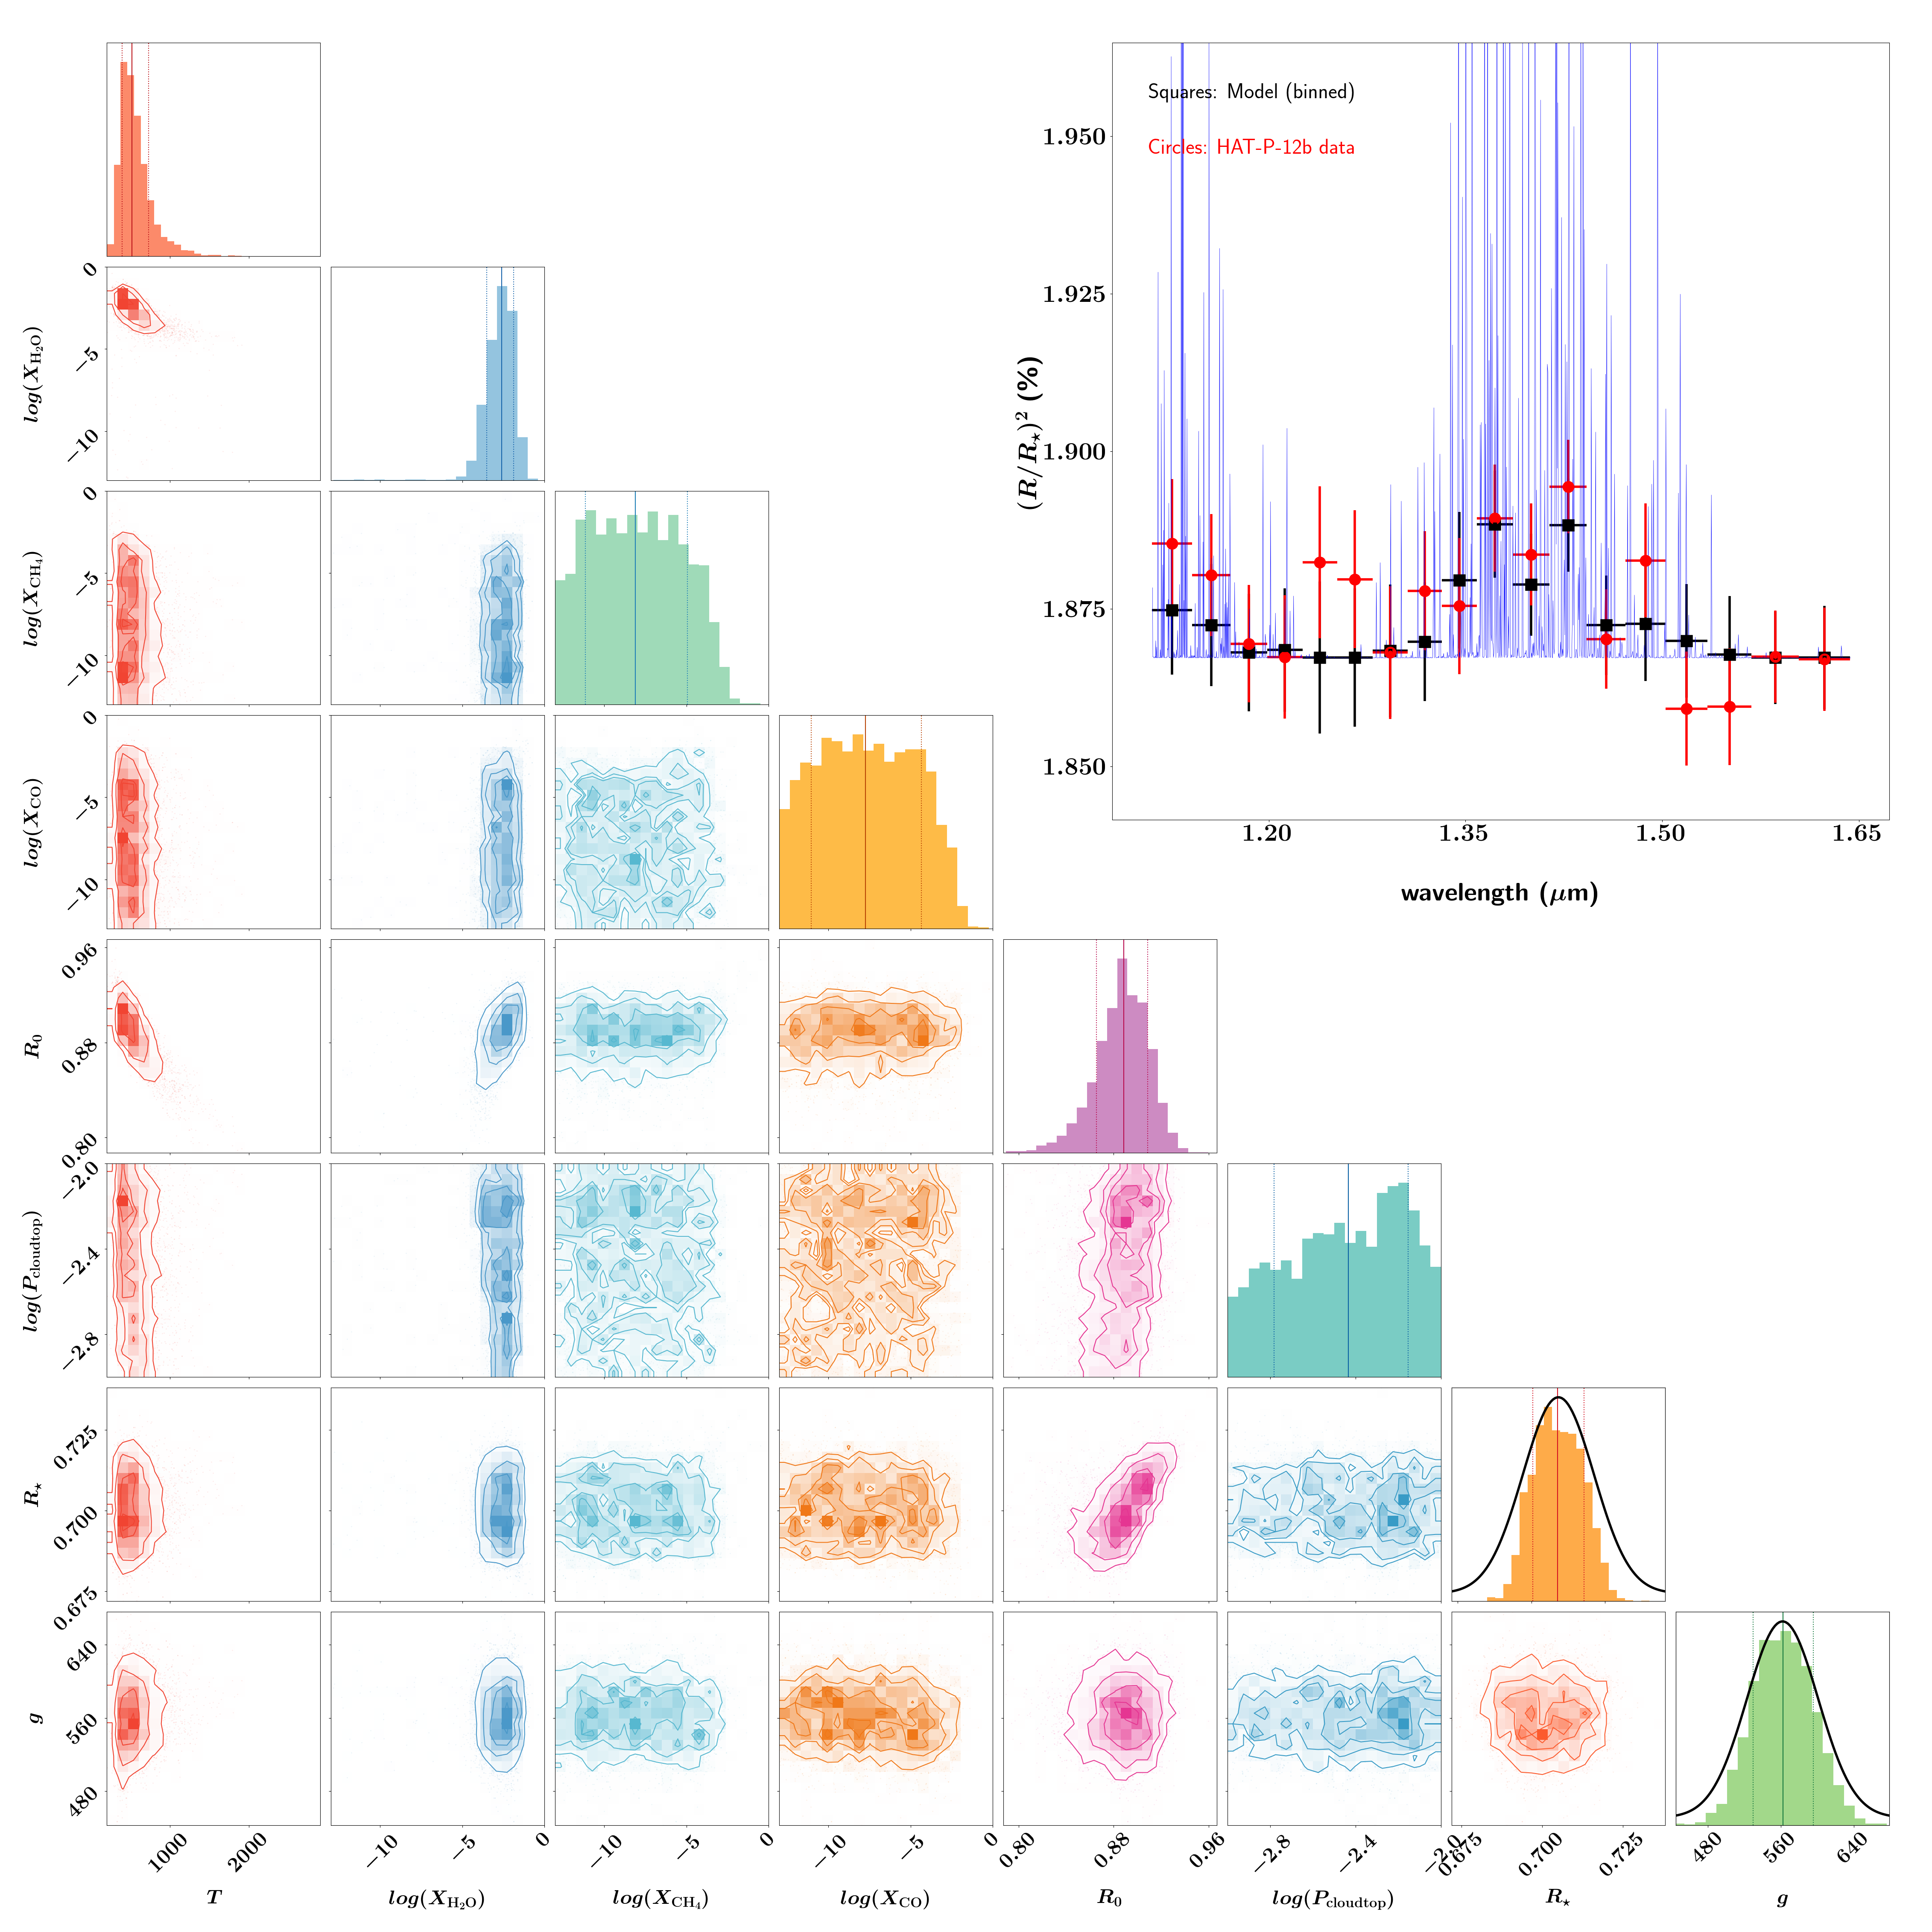 Squares: Model (binned)
Circles: HAT-P-12b data
1.950
1.925
1.900
1.875
1.850
(R/R⋆)² (%)
1.20 1.35 1.50 1.65
wavelength (μm)
log(X_H₂O)
0
−5
−10
log(X_CH₄)
0
−5
−10
log(X_CO)
0
−5
−10
R₀
0.96
0.88
0.80
log(P_cloudtop)
−2.0
−2.4
−2.8
R⋆
0.725
0.700
0.675
g
640
560
480
1000 2000 −10 −5 0 −10 −5 0 −10 −5 0 0.80 0.88 0.96 −2.8 −2.4 −2.0 0.675 0.700 0.725 480 560 640
T log(X_H₂O) log(X_CH₄) log(X_CO) R₀ log(P_cloudtop) R⋆ g